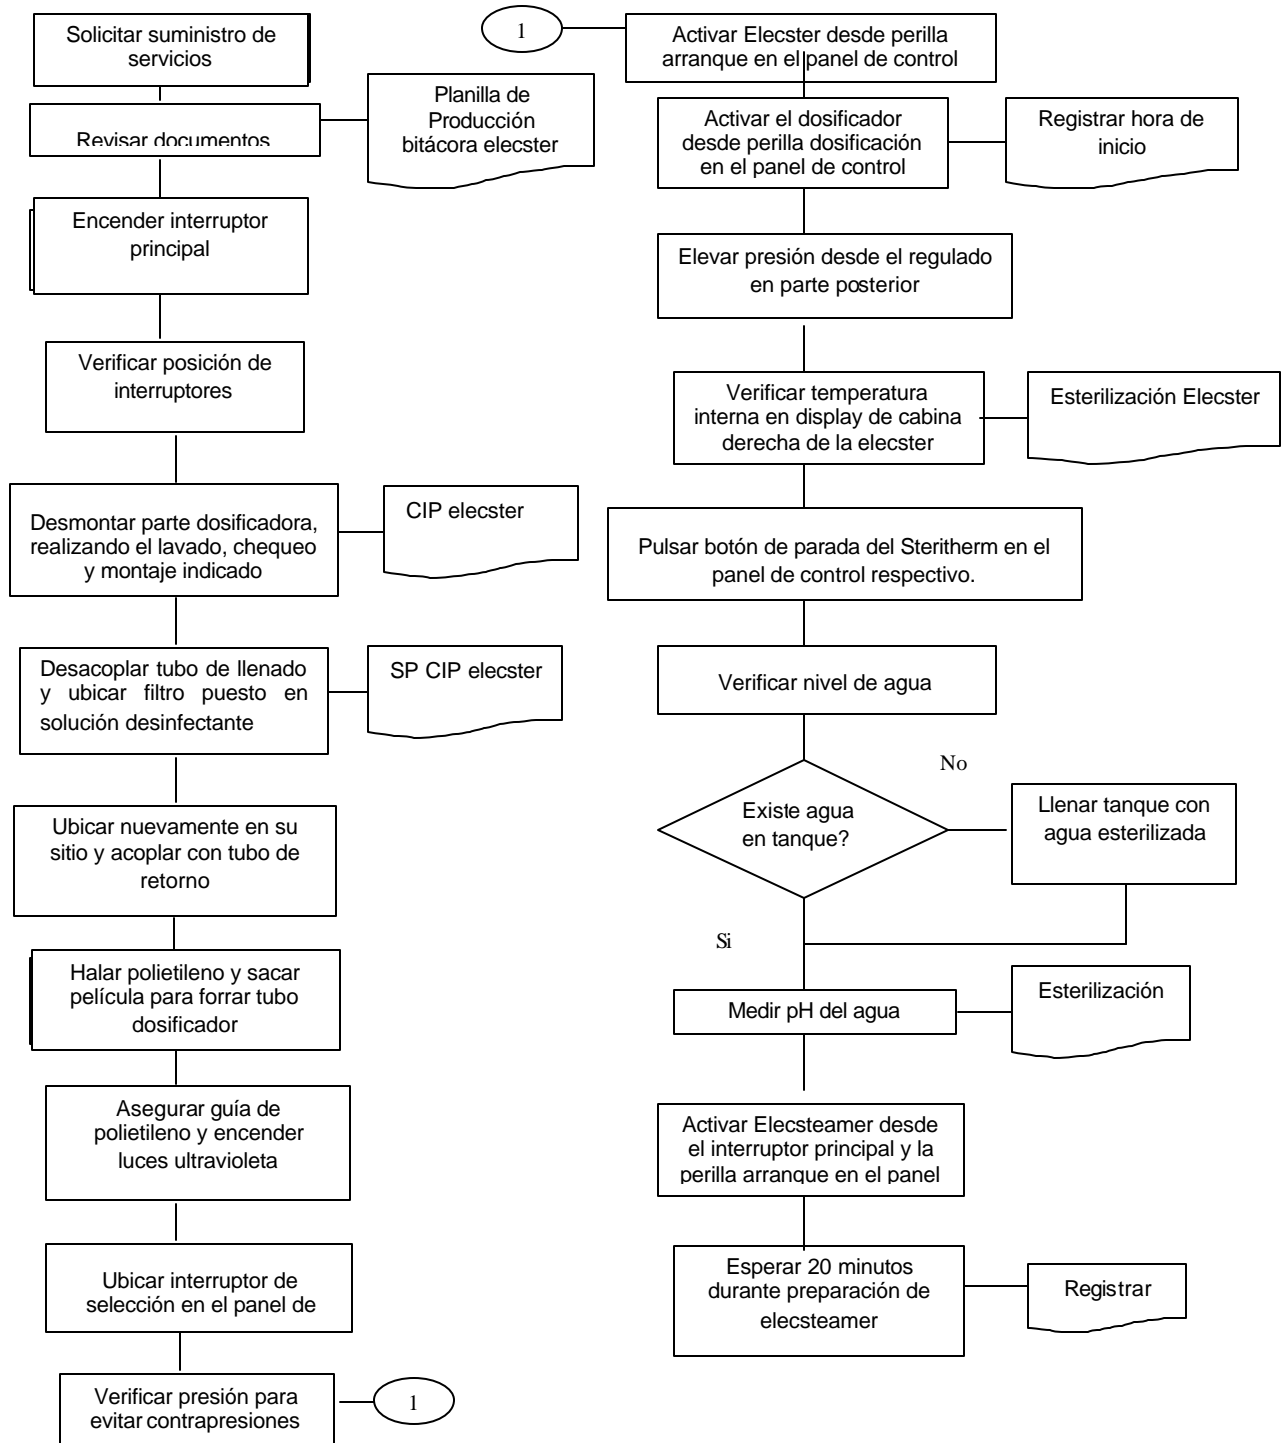 Solicitar suministro de
servicios
Revisar documentos
Planilla de
Producción
bitácora elecster
Encender interruptor
principal
Verificar posición de
interruptores
Desmontar parte dosificadora,
realizando el lavado, chequeo
y montaje indicado
CIP elecster
Desacoplar tubo de llenado
y ubicar filtro puesto en
solución desinfectante
SP CIP elecster
Ubicar nuevamente en su
sitio y acoplar con tubo de
retorno
Halar polietileno y sacar
película para forrar tubo
dosificador
Asegurar guía de
polietileno y encender
luces ultravioleta
Ubicar interruptor de
selección en el panel de
Verificar presión para
evitar contrapresiones
1
1
Activar Elecster desde perilla
arranque en el panel de control
Activar el dosificador
desde perilla dosificación
en el panel de control
Registrar hora de
inicio
Elevar presión desde el regulado
en parte posterior
Verificar temperatura
interna en display de cabina
derecha de la elecster
Esterilización Elecster
Pulsar botón de parada del Steritherm en el
panel de control respectivo.
Verificar nivel de agua
Existe agua
en tanque?
No
Llenar tanque con
agua esterilizada
Si
Medir pH del agua
Esterilización
Activar Elecsteamer desde
el interruptor principal y la
perilla arranque en el panel
Esperar 20 minutos
durante preparación de
elecsteamer
Registrar